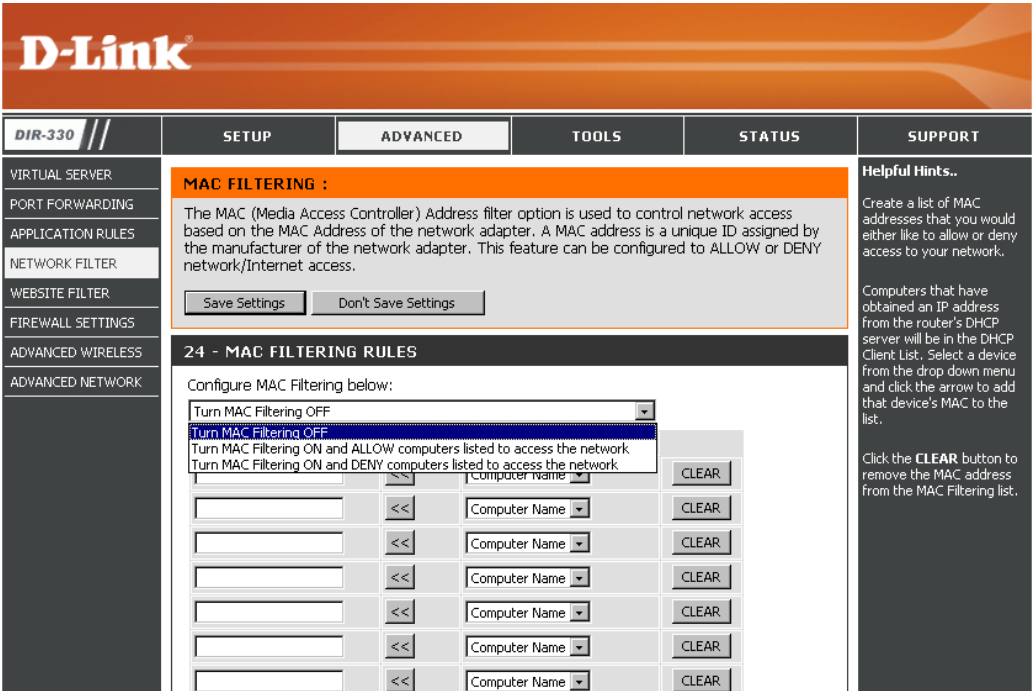 D-Link
DIR-330
SETUP
ADVANCED
TOOLS
STATUS
SUPPORT
VIRTUAL SERVER
PORT FORWARDING
APPLICATION RULES
NETWORK FILTER
WEBSITE FILTER
FIREWALL SETTINGS
ADVANCED WIRELESS
ADVANCED NETWORK
MAC FILTERING :
The MAC (Media Access Controller) Address filter option is used to control network access
based on the MAC Address of the network adapter. A MAC address is a unique ID assigned by
the manufacturer of the network adapter. This feature can be configured to ALLOW or DENY
network/Internet access.
Save Settings
Don't Save Settings
24 - MAC FILTERING RULES
Configure MAC Filtering below:
Turn MAC Filtering OFF
Turn MAC Filtering OFF
Turn MAC Filtering ON and ALLOW computers listed to access the network
Turn MAC Filtering ON and DENY computers listed to access the network
<< Computer Name CLEAR
<< Computer Name CLEAR
<< Computer Name CLEAR
<< Computer Name CLEAR
<< Computer Name CLEAR
<< Computer Name CLEAR
<< Computer Name CLEAR
Helpful Hints..
Create a list of MAC
addresses that you would
either like to allow or deny
access to your network.
Computers that have
obtained an IP address
from the router's DHCP
server will be in the DHCP
Client List. Select a device
from the drop down menu
and click the arrow to add
that device's MAC to the
list.
Click the CLEAR button to
remove the MAC address
from the MAC Filtering list.